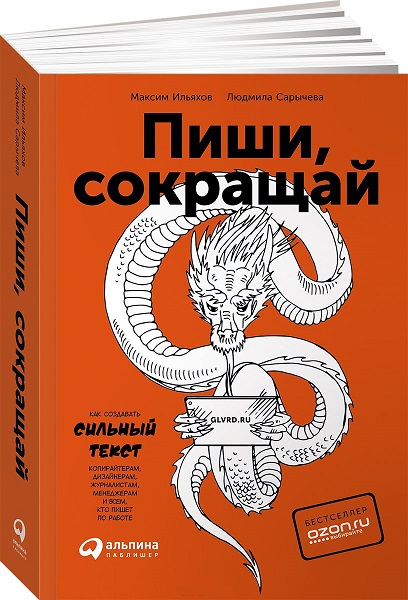 Максим Ильяхов Людмила Сарычева
Пиши,
сокращай
GLVRD.RU
КАК СОЗДАВАТЬ
СИЛЬНЫЙ
ТЕКСТ
КОПИРАЙТЕРАМ,
ДИЗАЙНЕРАМ,
ЖУРНАЛИСТАМ,
МЕНЕДЖЕРАМ
И ВСЕМ,
КТО ПИШЕТ
ПО РАБОТЕ
альпина
ПАБЛИШЕР
БЕСТСЕЛЛЕР
ozon.ru
выбирайте
Максим Ильяхов
Людмила Сарычева
Пиши, сокращай